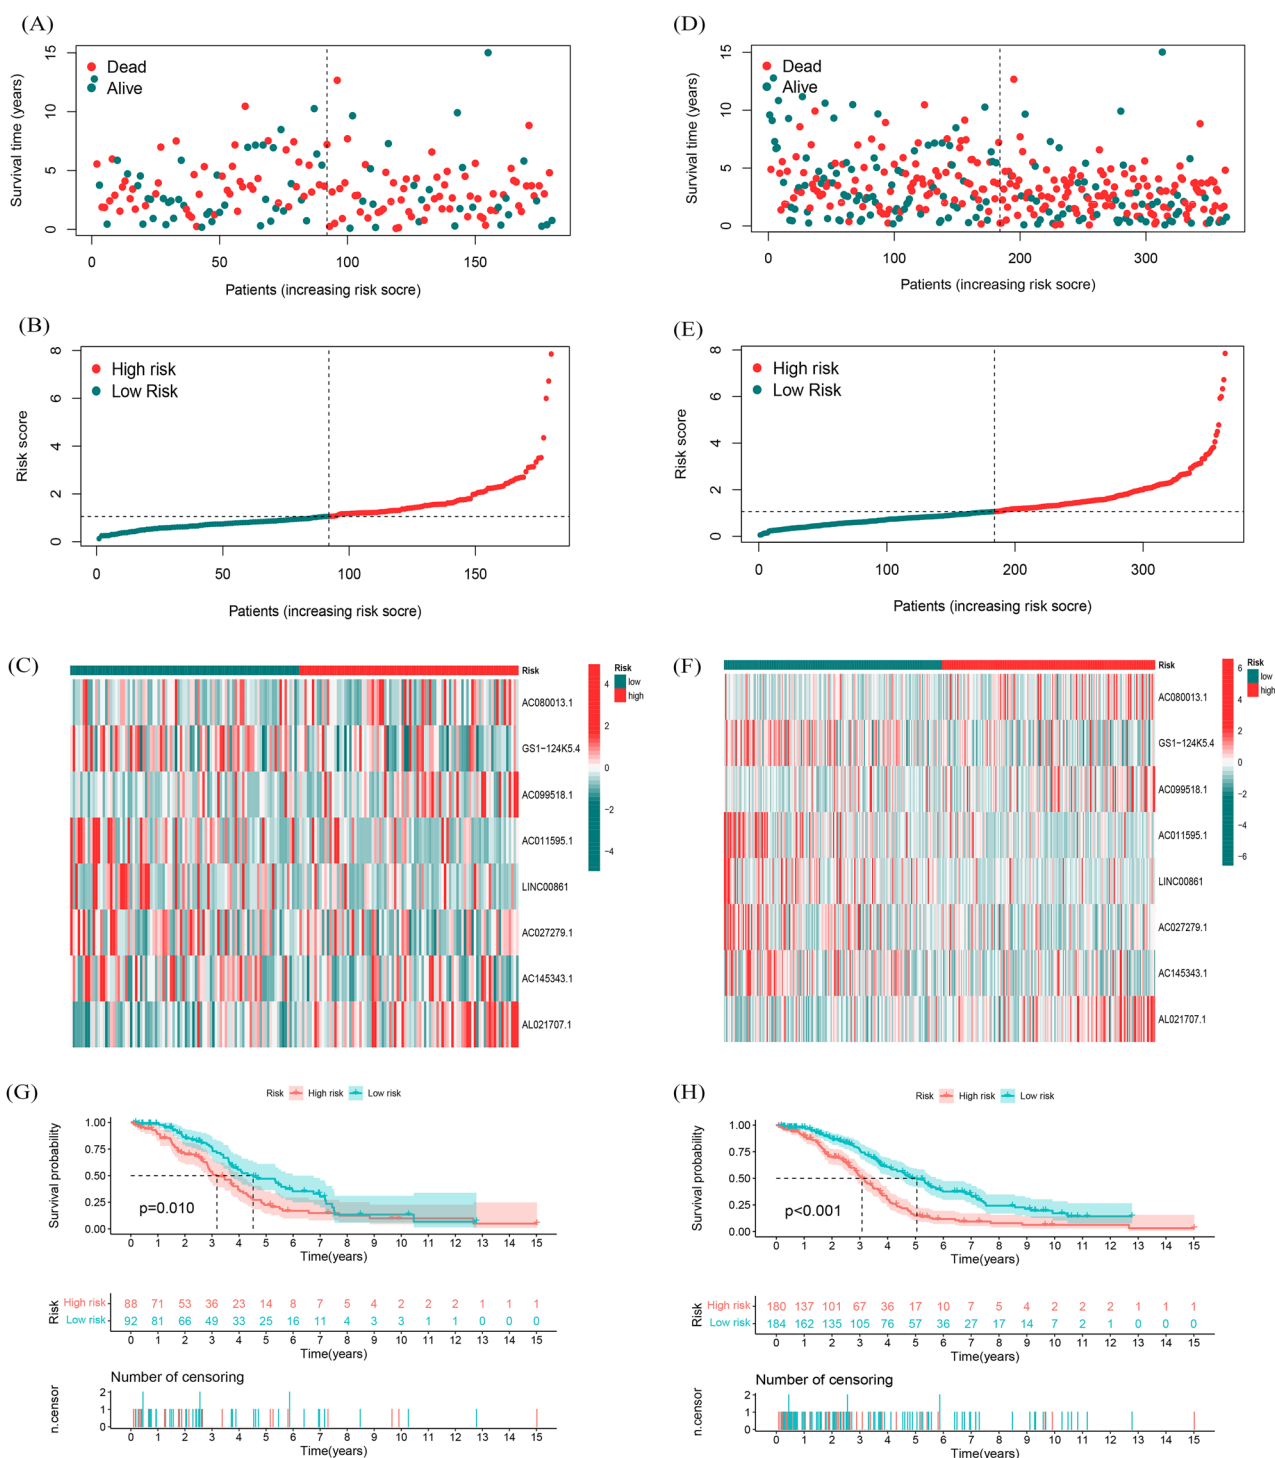 (A)
Survival time (years)
15
10
5
0
Dead
Alive
0 50 100 150
Patients (increasing risk socre)
(D)
Survival time (years)
15
10
5
0
Dead
Alive
0 100 200 300
Patients (increasing risk socre)
(B)
Risk score
8
6
4
2
0
High risk
Low Risk
0 50 100 150
Patients (increasing risk socre)
(E)
Risk score
8
6
4
2
0
High risk
Low Risk
0 100 200 300
Patients (increasing risk socre)
(C)
Risk
AC080013.1
GS1−124K5.4
AC099518.1
AC011595.1
LINC00861
AC027279.1
AC145343.1
AL021707.1
4
2
0
−2
−4
Risk
low
high
(F)
Risk
AC080013.1
GS1−124K5.4
AC099518.1
AC011595.1
LINC00861
AC027279.1
AC145343.1
AL021707.1
6
4
2
0
−2
−4
−6
Risk
low
high
(G)
Risk High risk Low risk
Survival probability
1.00
0.75
0.50
0.25
0.00
p=0.010
0 1 2 3 4 5 6 7 8 9 10 11 12 13 14 15
Time(years)
Risk
High risk 88 71 53 36 23 14 8 7 5 4 2 2 2 1 1 1
Low risk 92 81 66 49 33 25 16 11 4 3 3 1 1 0 0 0
0 1 2 3 4 5 6 7 8 9 10 11 12 13 14 15
Time(years)
Number of censoring
n.censor
2
1
0
0 1 2 3 4 5 6 7 8 9 10 11 12 13 14 15
Time(years)
(H)
Risk High risk Low risk
Survival probability
1.00
0.75
0.50
0.25
0.00
p<0.001
0 1 2 3 4 5 6 7 8 9 10 11 12 13 14 15
Time(years)
Risk
High risk 180 137 101 67 36 17 10 7 5 4 2 2 2 1 1 1
Low risk 184 162 135 105 76 57 36 27 17 14 7 2 1 0 0 0
0 1 2 3 4 5 6 7 8 9 10 11 12 13 14 15
Time(years)
Number of censoring
n.censor
2
1
0
0 1 2 3 4 5 6 7 8 9 10 11 12 13 14 15
Time(years)